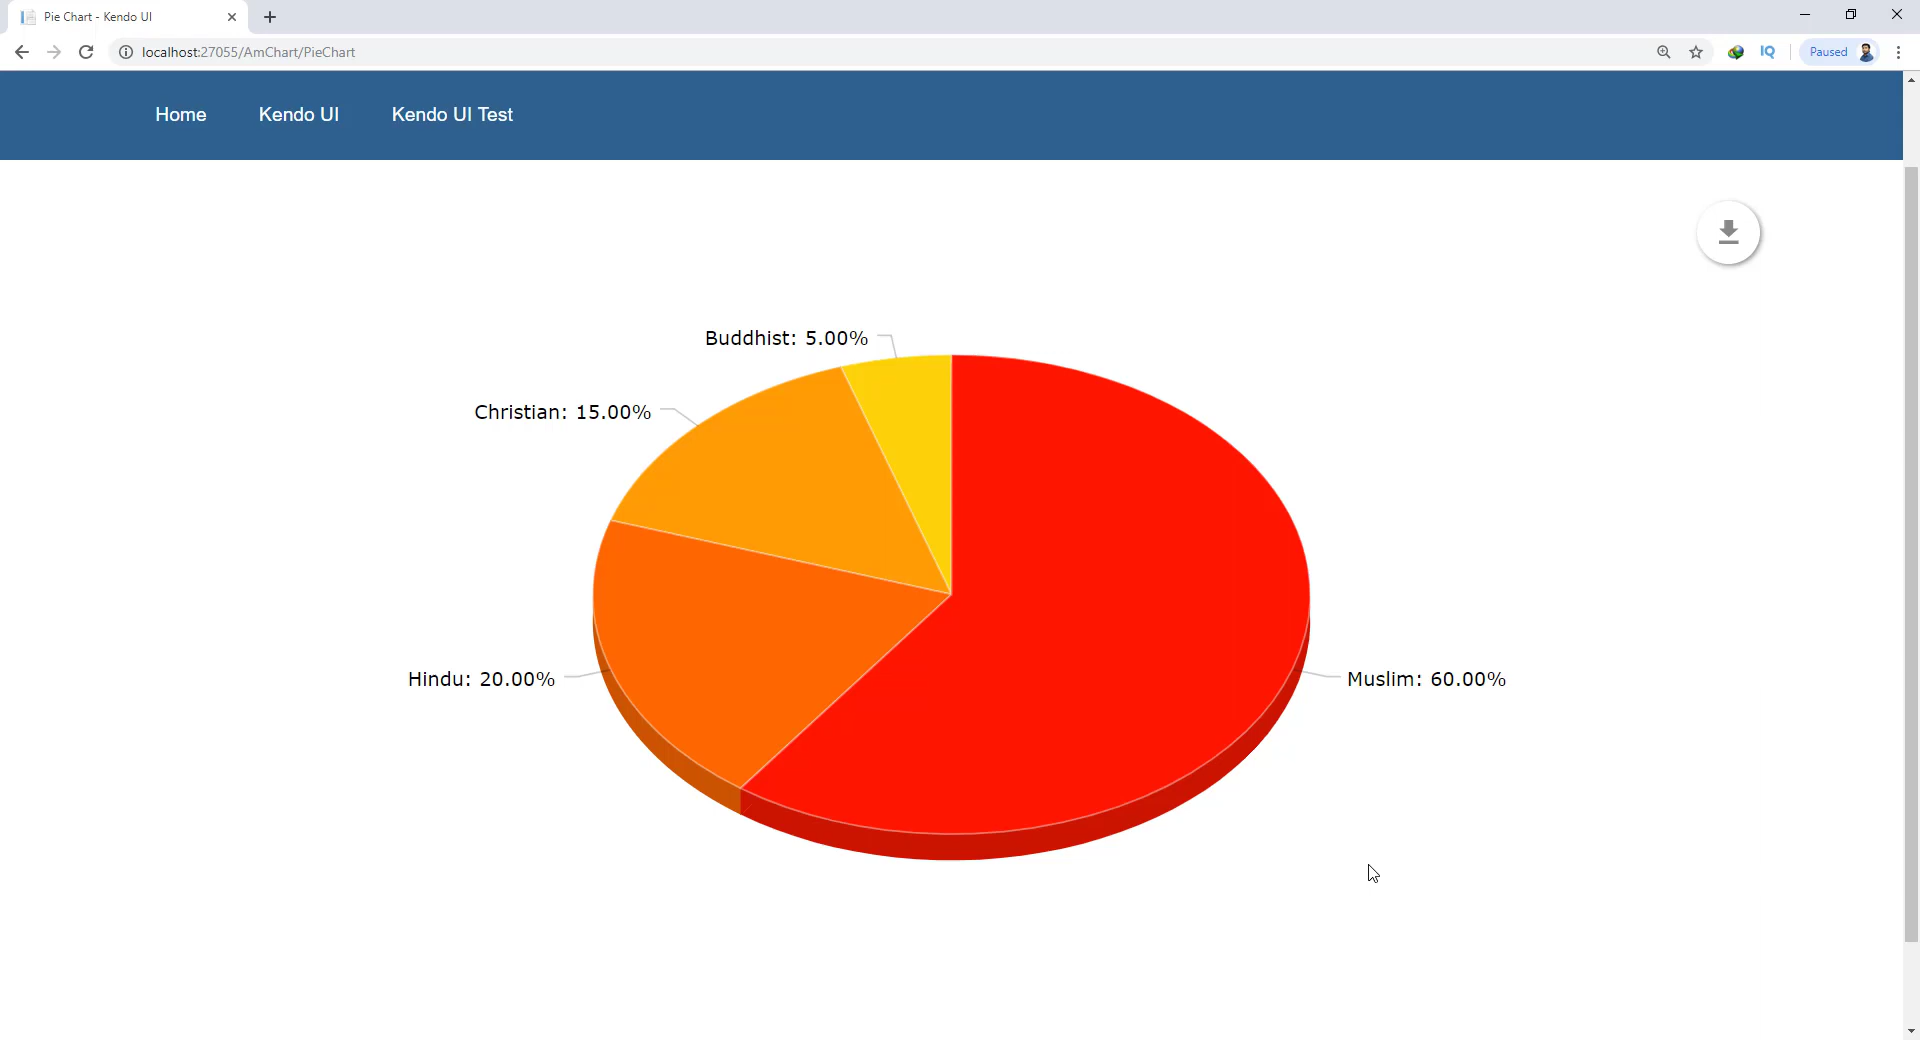 Pie Chart - Kendo UI
localhost:27055/AmChart/PieChart
IQ
Paused
Home Kendo UI Kendo UI Test
Buddhist: 5.00%
Christian: 15.00%
Hindu: 20.00%
Muslim: 60.00%